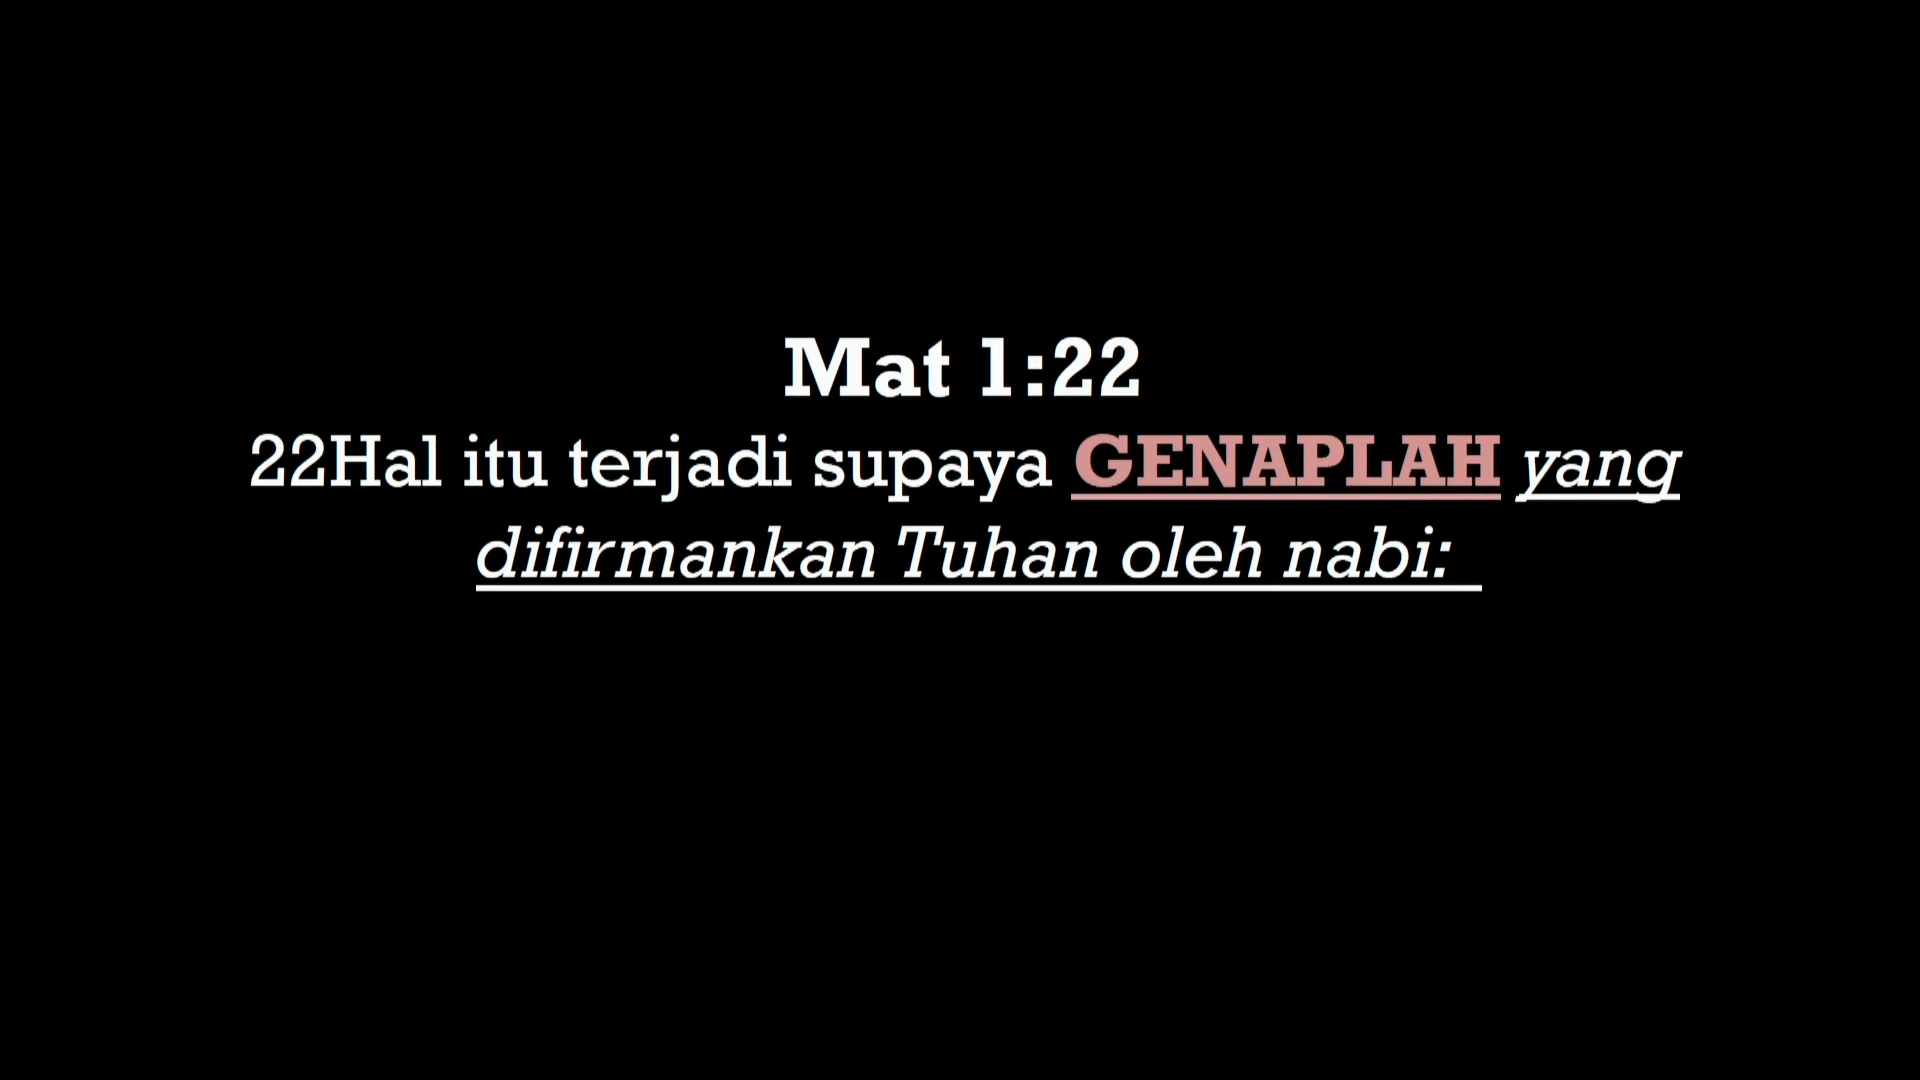 Mat 1:22
22Hal itu terjadi supaya GENAPLAH yang
difirmankan Tuhan oleh nabi: